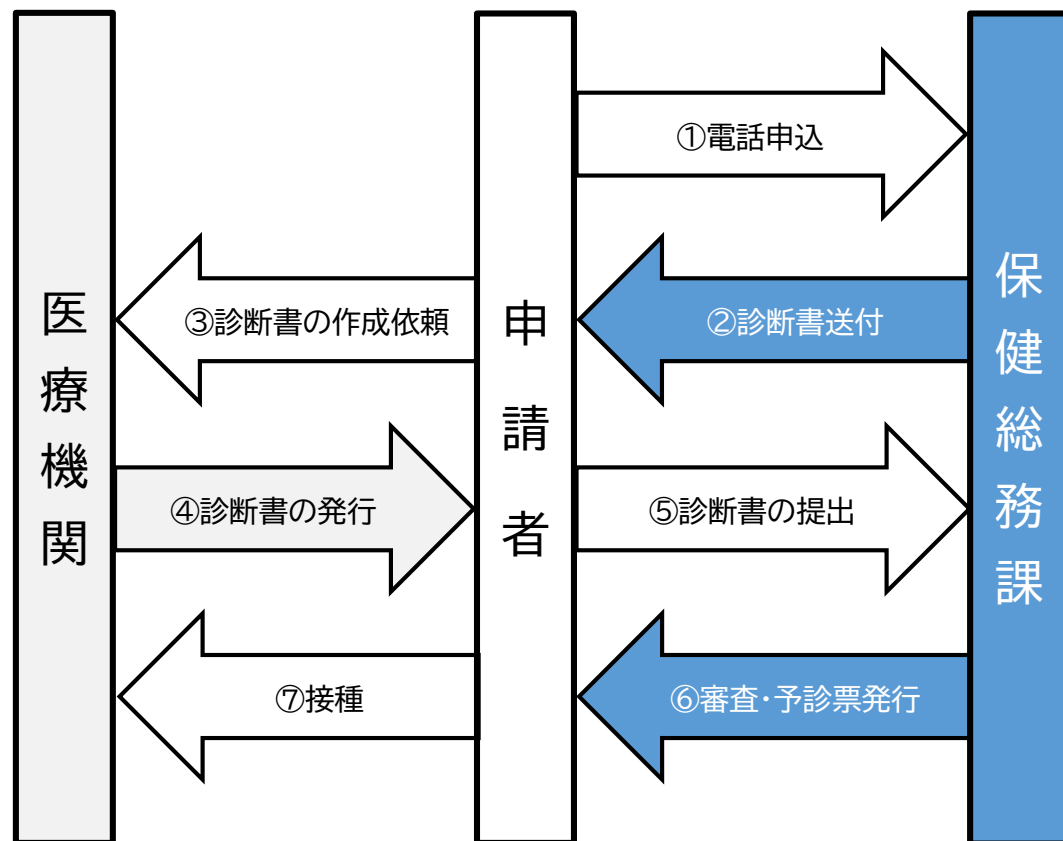 ①電話申込
②診断書送付
③診断書の作成依頼
④診断書の発行
⑤診断書の提出
⑥審査・予診票発行
⑦接種
医療機関
申請者
保健総務課